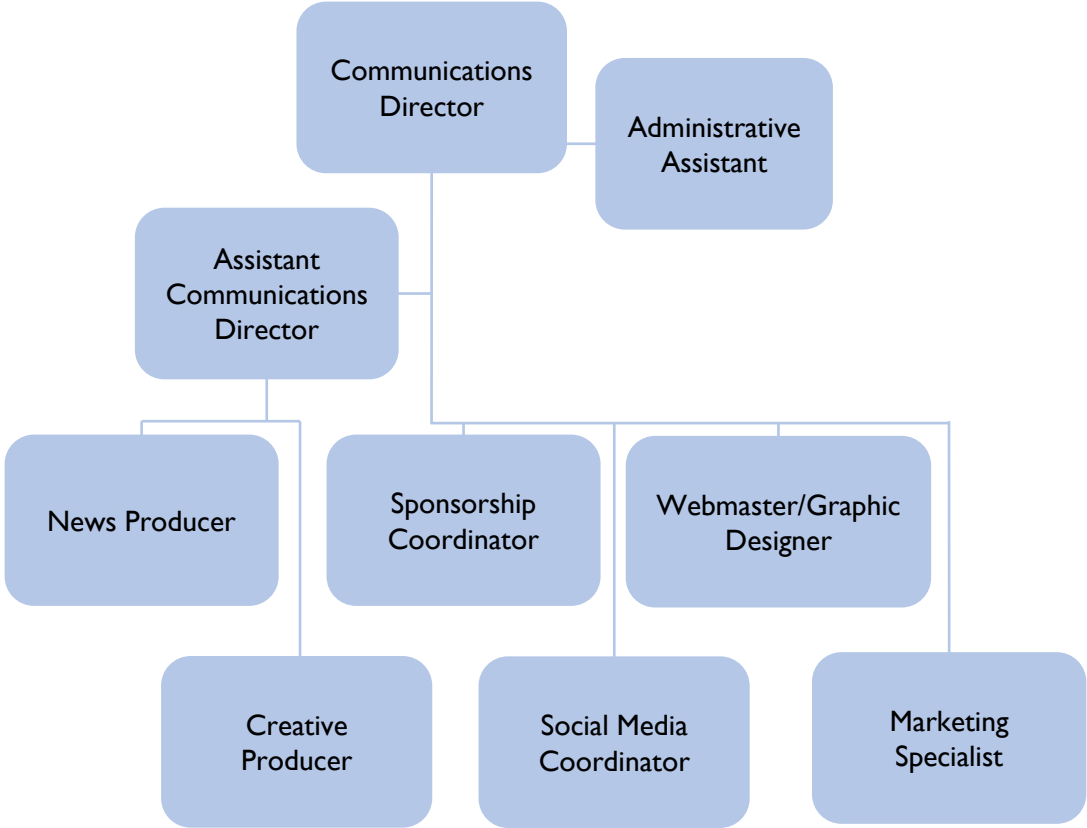 Communications
Director
Administrative
Assistant
Assistant
Communications
Director
News Producer
Sponsorship
Coordinator
Webmaster/Graphic
Designer
Creative
Producer
Social Media
Coordinator
Marketing
Specialist